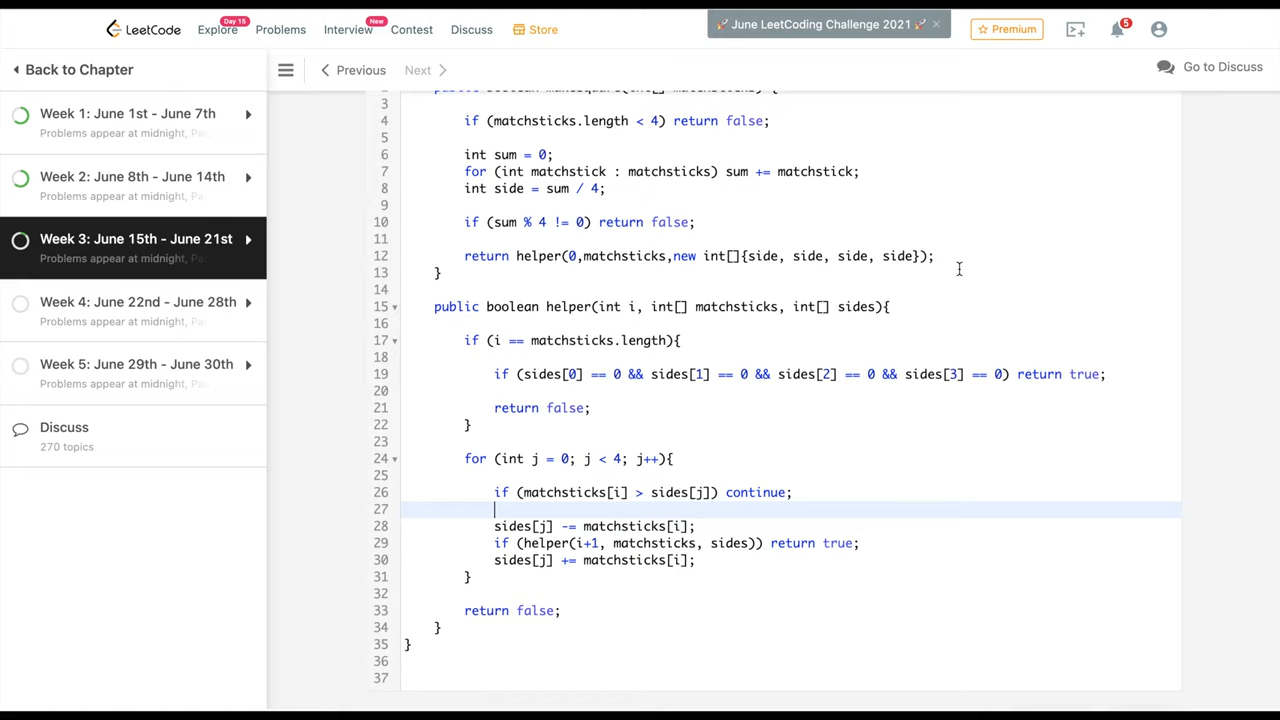 LeetCode
Explore
Day 15
Problems
Interview
New
Contest
Discuss
Store
🚀 June LeetCoding Challenge 2021 🚀 ×
Premium
5
Back to Chapter
Previous
Next
Go to Discuss
Week 1: June 1st - June 7th
Problems appear at midnight,
Week 2: June 8th - June 14th
Problems appear at midnight,
Week 3: June 15th - June 21st
Problems appear at midnight,
Week 4: June 22nd - June 28th
Problems appear at midnight,
Week 5: June 29th - June 30th
Problems appear at midnight,
Discuss
270 topics
3
4 if (matchsticks.length < 4) return false;
5
6 int sum = 0;
7 for (int matchstick : matchsticks) sum += matchstick;
8 int side = sum / 4;
9
10 if (sum % 4 != 0) return false;
11
12 return helper(0,matchsticks,new int[]{side, side, side, side});
13 }
14
15 public boolean helper(int i, int[] matchsticks, int[] sides){
16
17 if (i == matchsticks.length){
18
19 if (sides[0] == 0 && sides[1] == 0 && sides[2] == 0 && sides[3] == 0) return true;
20
21 return false;
22 }
23
24 for (int j = 0; j < 4; j++){
25
26 if (matchsticks[i] > sides[j]) continue;
27
28 sides[j] -= matchsticks[i];
29 if (helper(i+1, matchsticks, sides)) return true;
30 sides[j] += matchsticks[i];
31 }
32
33 return false;
34 }
35 }
36
37